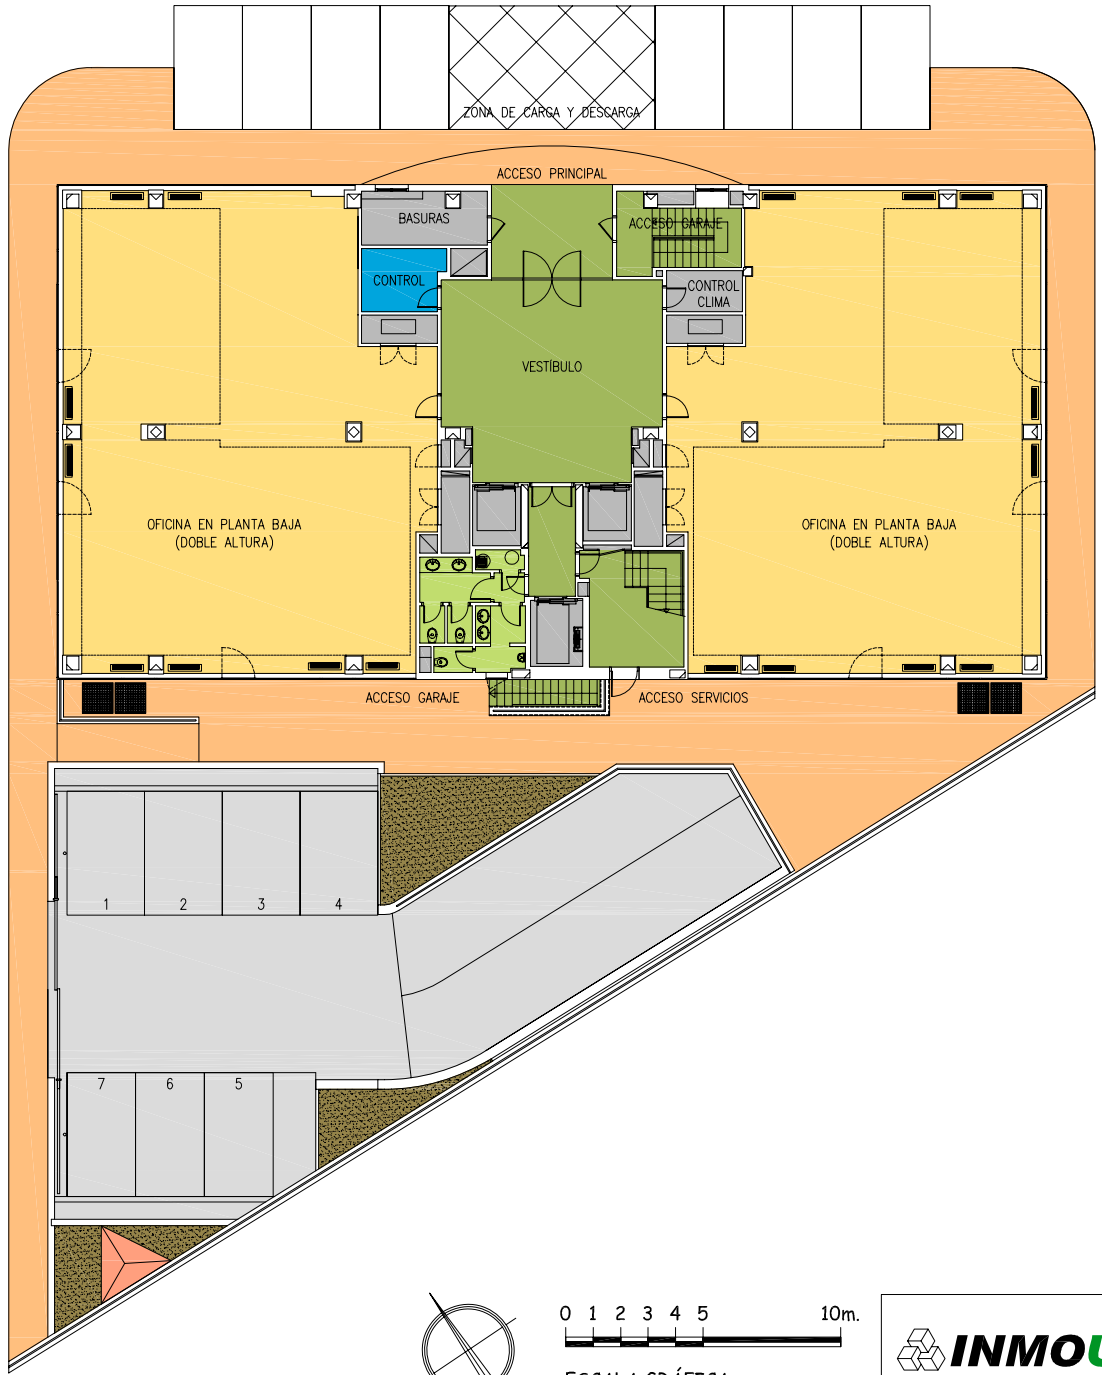 ZONA DE CARGA Y DESCARGA
ACCESO PRINCIPAL
BASURAS
ACCESO GARAJE
CONTROL
CONTROL
CLIMA
VESTÍBULO
OFICINA EN PLANTA BAJA
(DOBLE ALTURA)
OFICINA EN PLANTA BAJA
(DOBLE ALTURA)
ACCESO GARAJE
ACCESO SERVICIOS
1 2 3 4
7 6 5
0 1 2 3 4 5 10m.
ESCALA GRÁFICA
INMOU